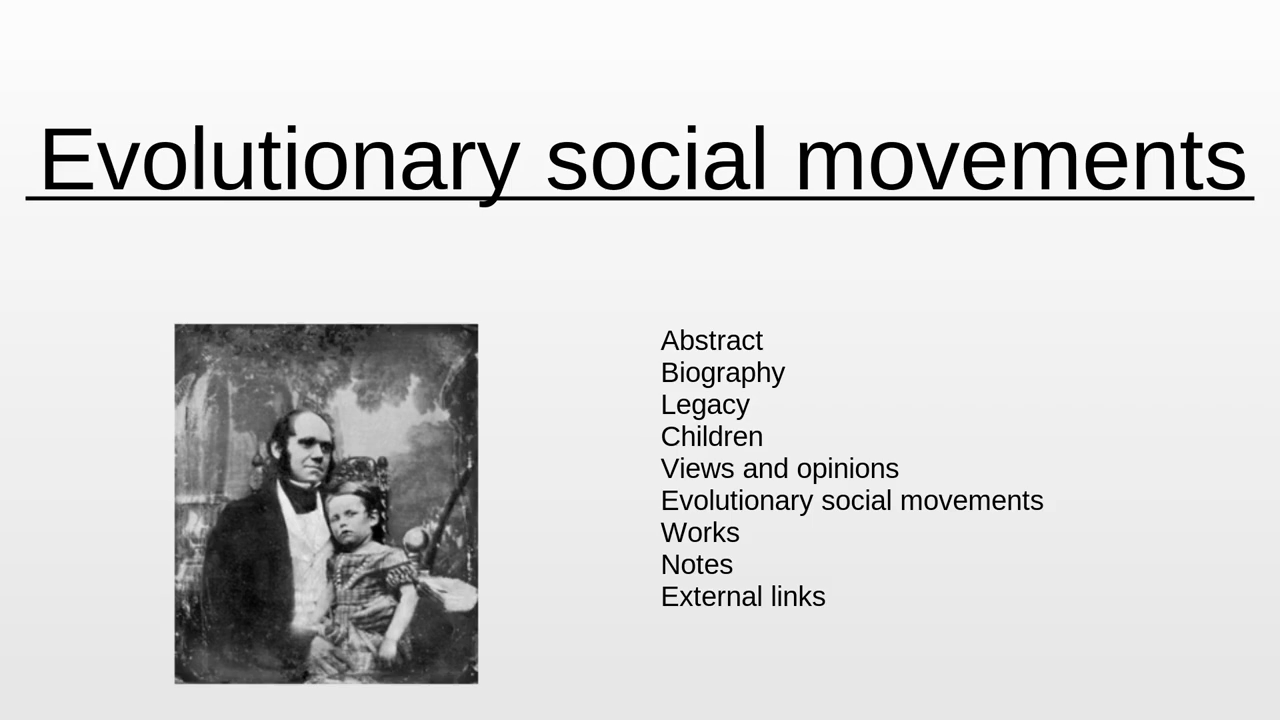 Evolutionary social movements
Abstract
Biography
Legacy
Children
Views and opinions
Evolutionary social movements
Works
Notes
External links